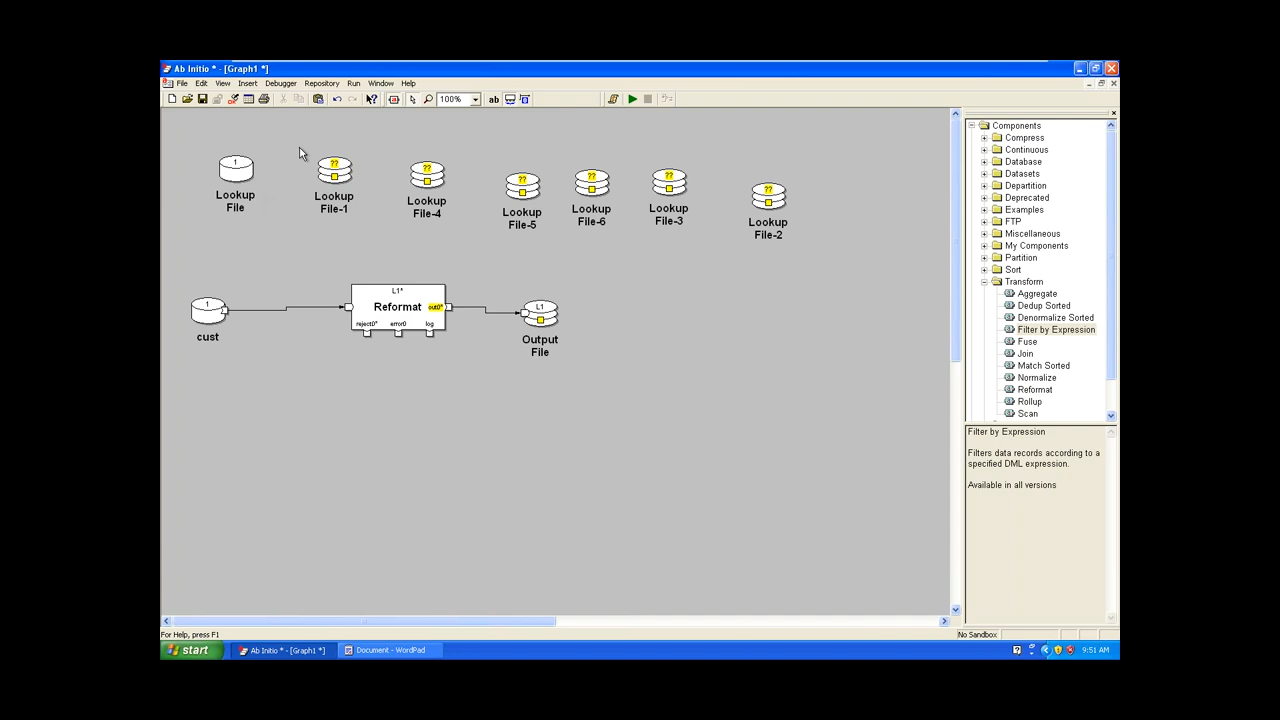 Ab Initio * - [Graph1 *]
File Edit View Insert Debugger Repository Run Window Help
100% ab
1
Lookup
File
??
Lookup
File-1
??
Lookup
File-4
??
Lookup
File-5
??
Lookup
File-6
??
Lookup
File-3
??
Lookup
File-2
1
cust
L1*
Reformat
out0*
reject0* error0 log
L1
Output
File
Components
Compress
Continuous
Database
Datasets
Departition
Deprecated
Examples
FTP
Miscellaneous
My Components
Partition
Sort
Transform
Aggregate
Dedup Sorted
Denormalize Sorted
Filter by Expression
Fuse
Join
Match Sorted
Normalize
Reformat
Rollup
Scan
Filter by Expression
Filters data records according to a
specified DML expression.
Available in all versions
For Help, press F1
No Sandbox
start
Ab Initio * - [Graph1 *]
Document - WordPad
9:51 AM